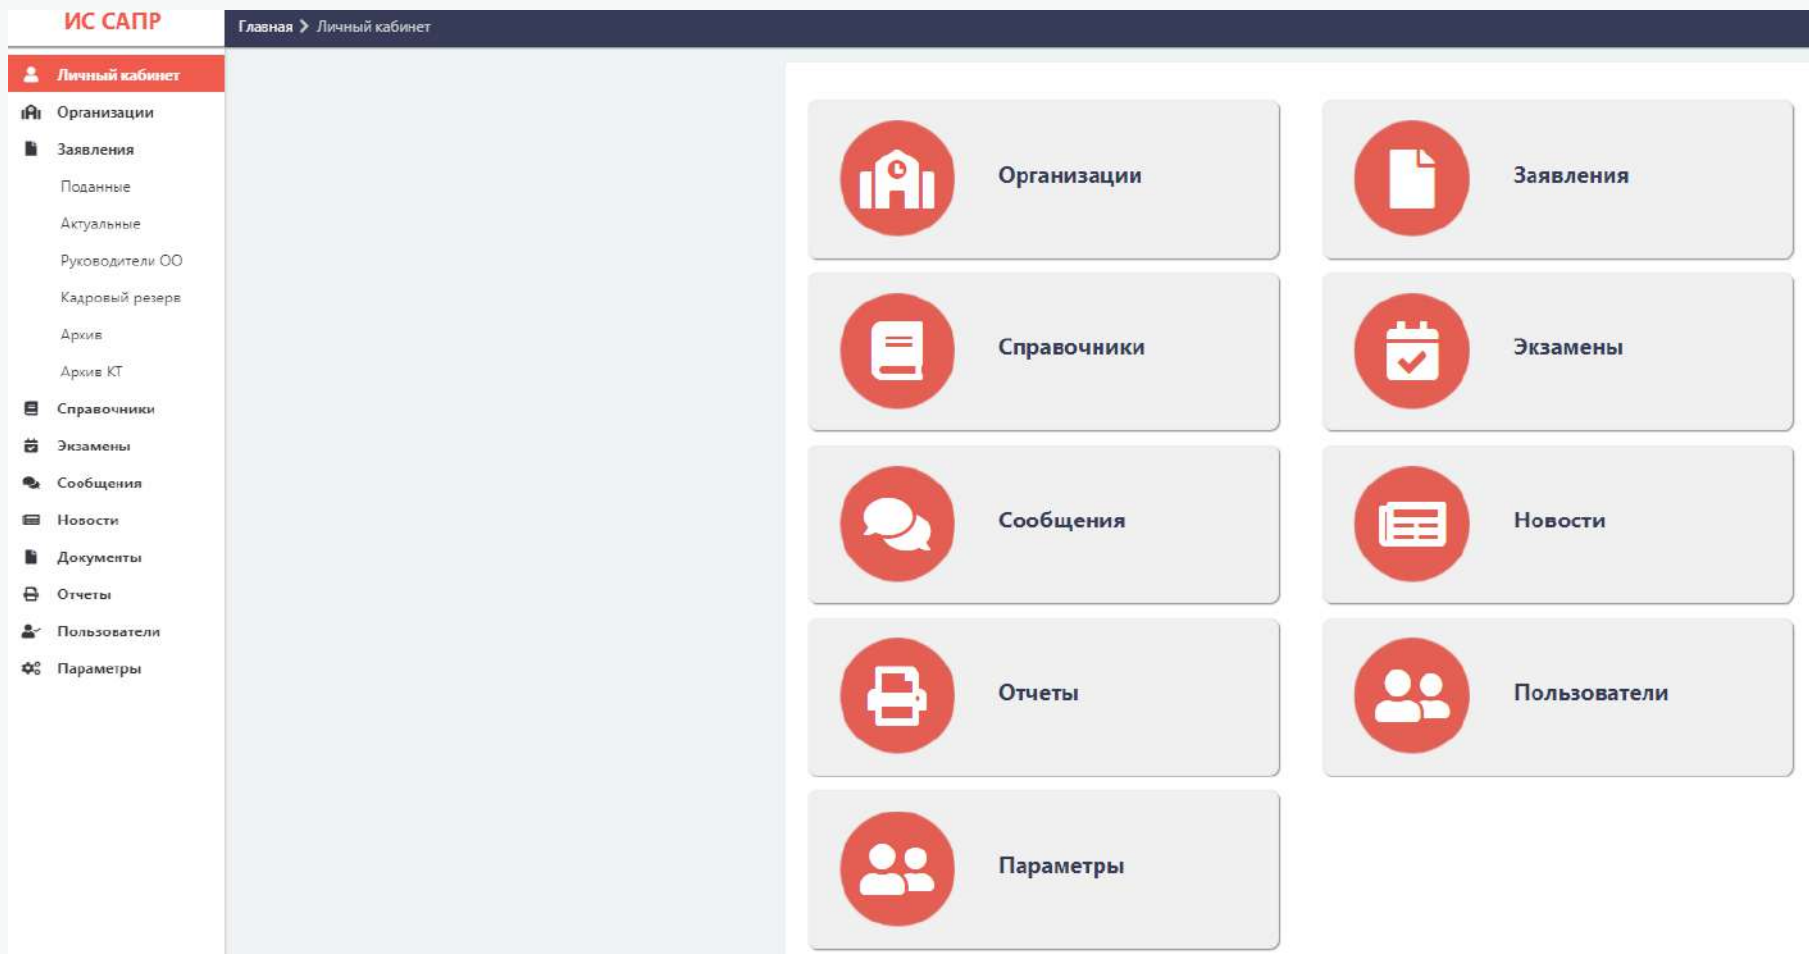 ИС САПР
Главная > Личный кабинет
Личный кабинет
Организации
Заявления
Поданные
Актуальные
Руководители ОО
Кадровый резерв
Архив
Архив КТ
Справочники
Экзамены
Сообщения
Новости
Документы
Отчеты
Пользователи
Параметры
Организации
Заявления
Справочники
Экзамены
Сообщения
Новости
Отчеты
Пользователи
Параметры